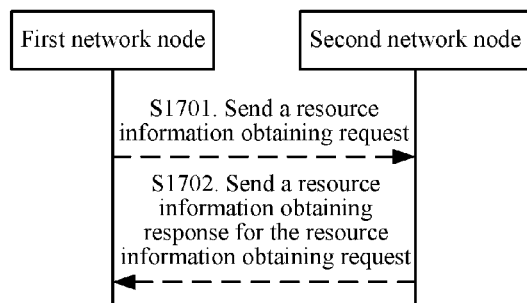 First network node
Second network node
S1701. Send a resource
information obtaining request
S1702. Send a resource
information obtaining
response for the resource
information obtaining request